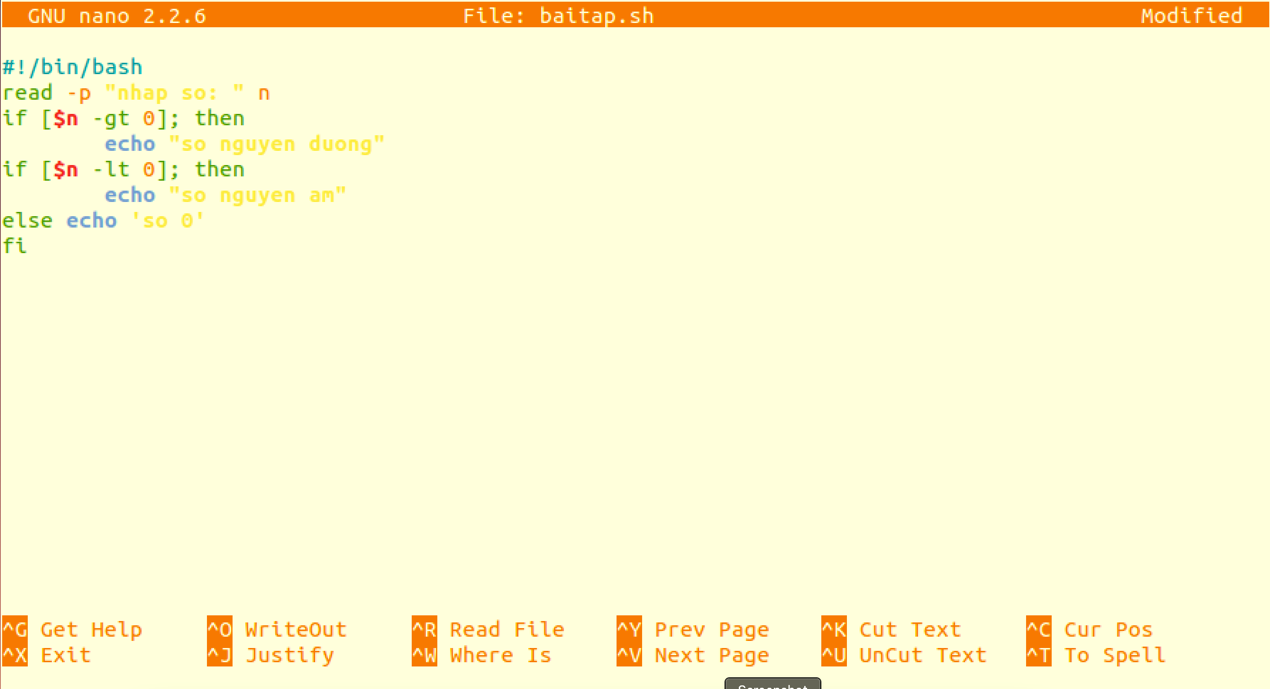 GNU nano 2.2.6 File: baitap.sh Modified
#!/bin/bash
read -p "nhap so: " n
if [$n -gt 0]; then
echo "so nguyen duong"
if [$n -lt 0]; then
echo "so nguyen am"
else echo 'so 0'
fi
^G Get Help ^O WriteOut ^R Read File ^Y Prev Page ^K Cut Text ^C Cur Pos
^X Exit ^J Justify ^W Where Is ^V Next Page ^U UnCut Text ^T To Spell
Screenshot